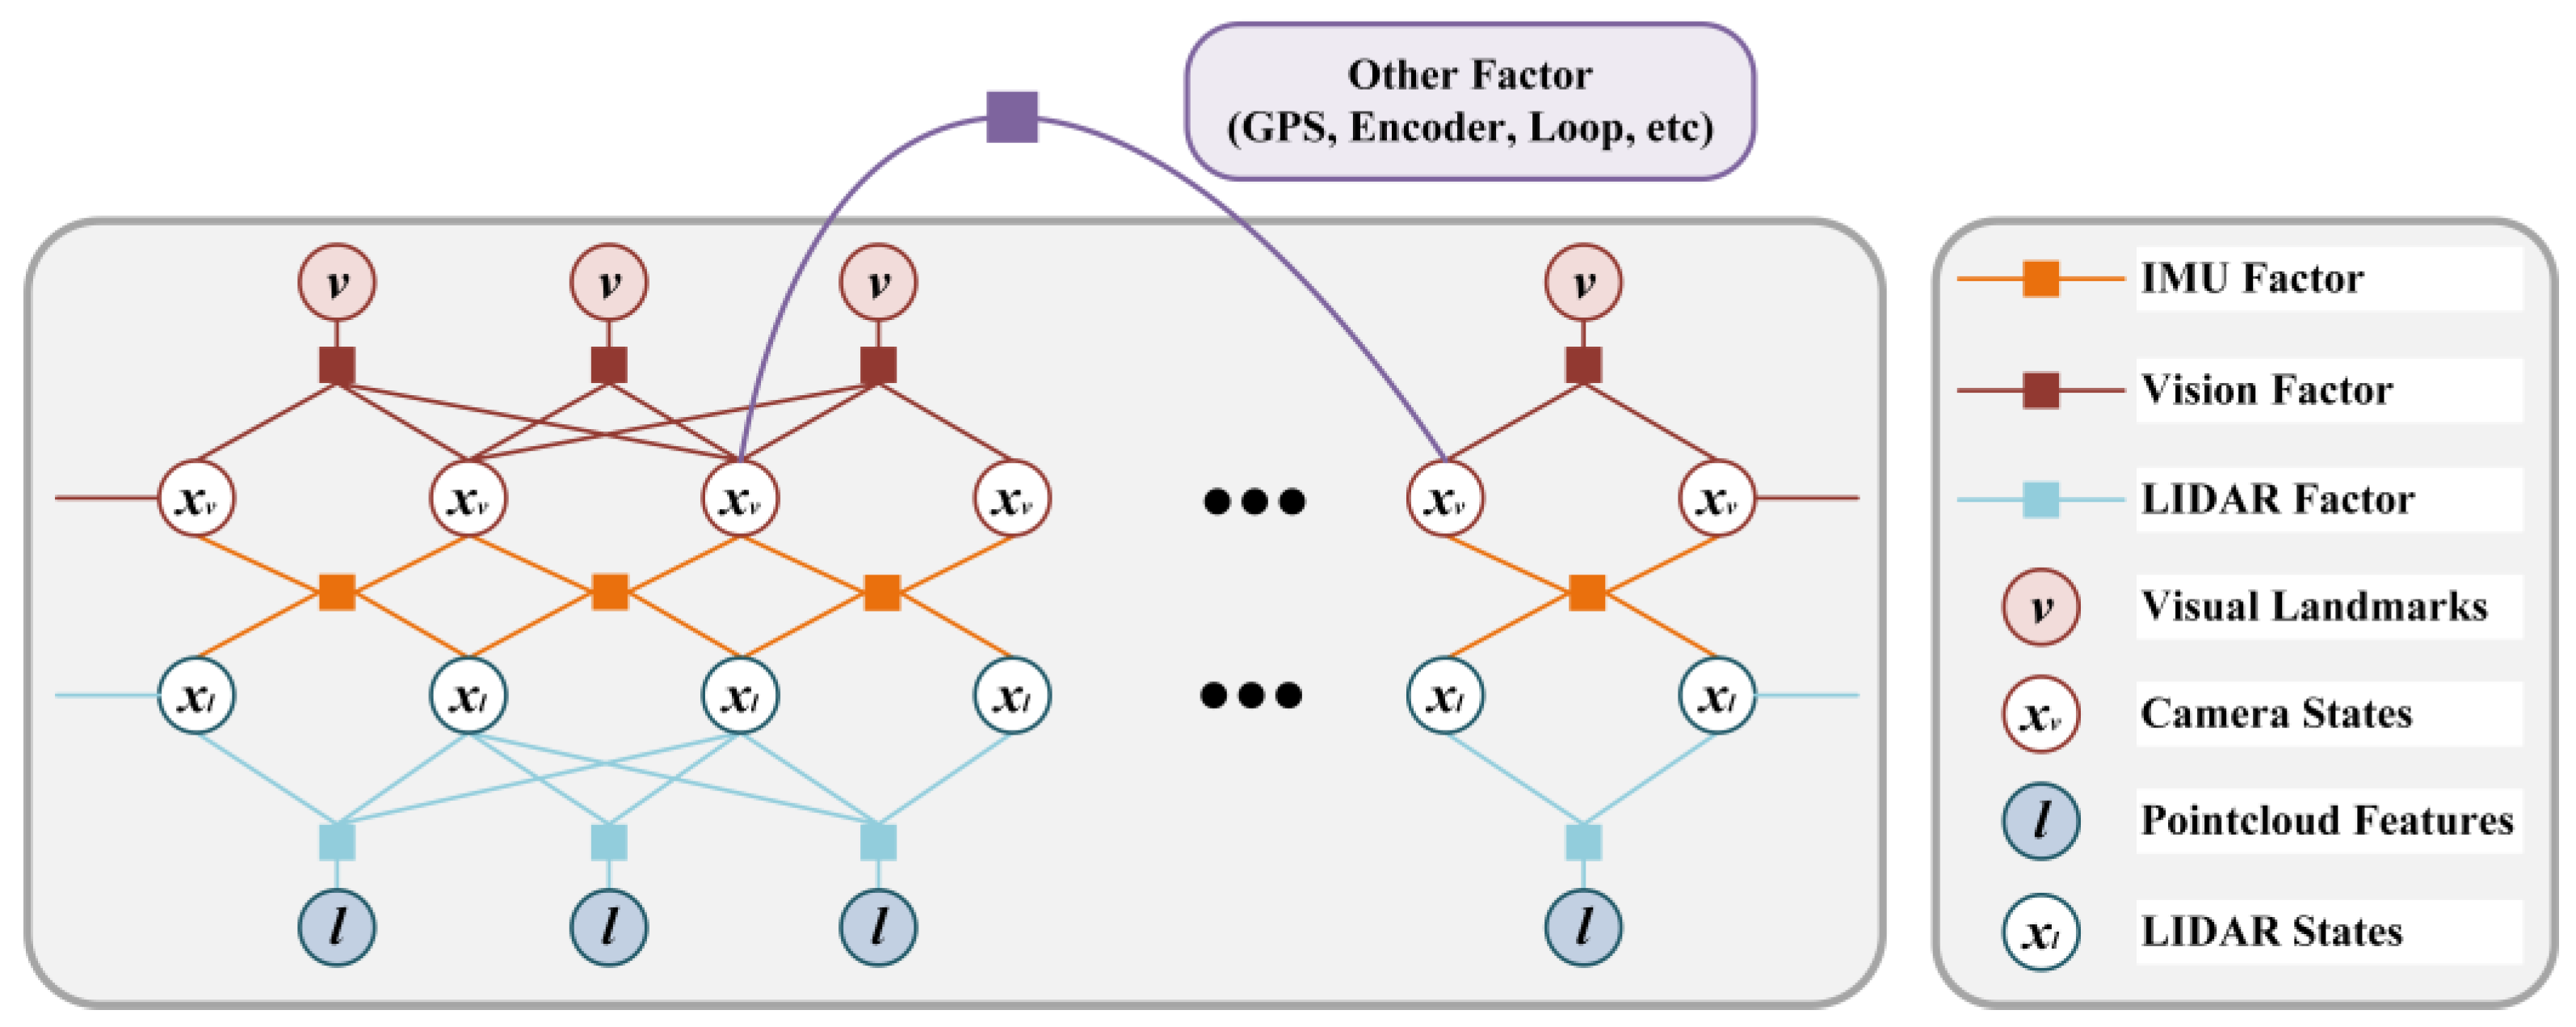 Other Factor
(GPS, Encoder, Loop, etc)
v v v v
xv xv xv xv ••• xv xv
xl xl xl xl ••• xl xl
l l l l
IMU Factor
Vision Factor
LIDAR Factor
v Visual Landmarks
xv Camera States
l Pointcloud Features
xl LIDAR States